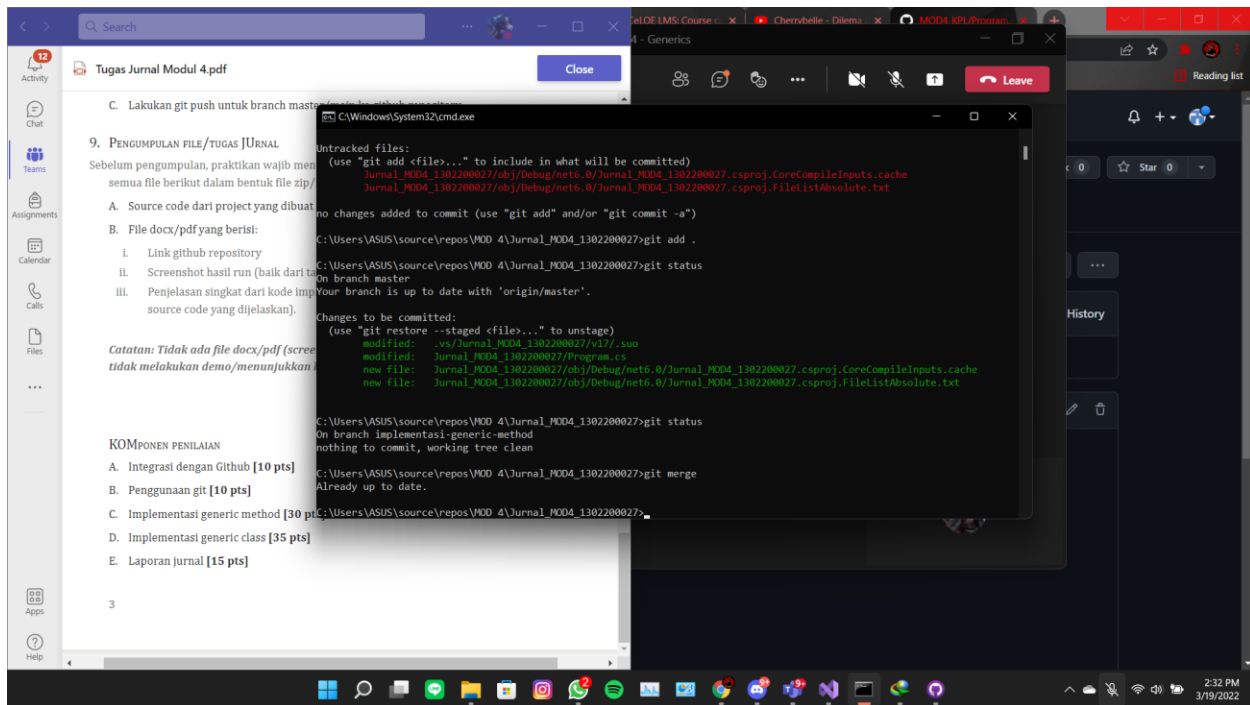 Search
...
elOE LMS: Course c
Cherrybelle - Dilema
MOD4_KPL/Program
4 - Generics
12
Activity
Chat
Teams
Assignments
Calendar
Calls
Files
...
Apps
Help
Tugas Jurnal Modul 4.pdf
Close
Leave
Reading list
C. Lakukan git push untuk branch master/main ke github repository
9. PENGUMPULAN FILE/TUGAS JURNAL
Sebelum pengumpulan, praktikan wajib men
semua file berikut dalam bentuk file zip/
A. Source code dari project yang dibuat
B. File docx/pdf yang berisi:
i. Link github repository
ii. Screenshot hasil run (baik dari ta
iii. Penjelasan singkat dari kode imp
source code yang dijelaskan).
Catatan: Tidak ada file docx/pdf (scree
tidak melakukan demo/menunjukkan
KOMPONEN PENILAIAN
A. Integrasi dengan Github [10 pts]
B. Penggunaan git [10 pts]
C. Implementasi generic method [30 pt
D. Implementasi generic class [35 pts]
E. Laporan jurnal [15 pts]
3
C:\Windows\System32\cmd.exe
Untracked files:
(use "git add <file>..." to include in what will be committed)
Jurnal_MOD4_1302200027/obj/Debug/net6.0/Jurnal_MOD4_1302200027.csproj.CoreCompileInputs.cache
Jurnal_MOD4_1302200027/obj/Debug/net6.0/Jurnal_MOD4_1302200027.csproj.FileListAbsolute.txt
no changes added to commit (use "git add" and/or "git commit -a")
C:\Users\ASUS\source\repos\MOD 4\Jurnal_MOD4_1302200027>git add .
C:\Users\ASUS\source\repos\MOD 4\Jurnal_MOD4_1302200027>git status
On branch master
Your branch is up to date with 'origin/master'.
Changes to be committed:
(use "git restore --staged <file>..." to unstage)
modified: .vs/Jurnal_MOD4_1302200027/v17/.suo
modified: Jurnal_MOD4_1302200027/Program.cs
new file: Jurnal_MOD4_1302200027/obj/Debug/net6.0/Jurnal_MOD4_1302200027.csproj.CoreCompileInputs.cache
new file: Jurnal_MOD4_1302200027/obj/Debug/net6.0/Jurnal_MOD4_1302200027.csproj.FileListAbsolute.txt
C:\Users\ASUS\source\repos\MOD 4\Jurnal_MOD4_1302200027>git status
On branch implementasi-generic-method
nothing to commit, working tree clean
C:\Users\ASUS\source\repos\MOD 4\Jurnal_MOD4_1302200027>git merge
Already up to date.
C:\Users\ASUS\source\repos\MOD 4\Jurnal_MOD4_1302200027>
0
Star 0
...
History
2:32 PM
3/19/2022